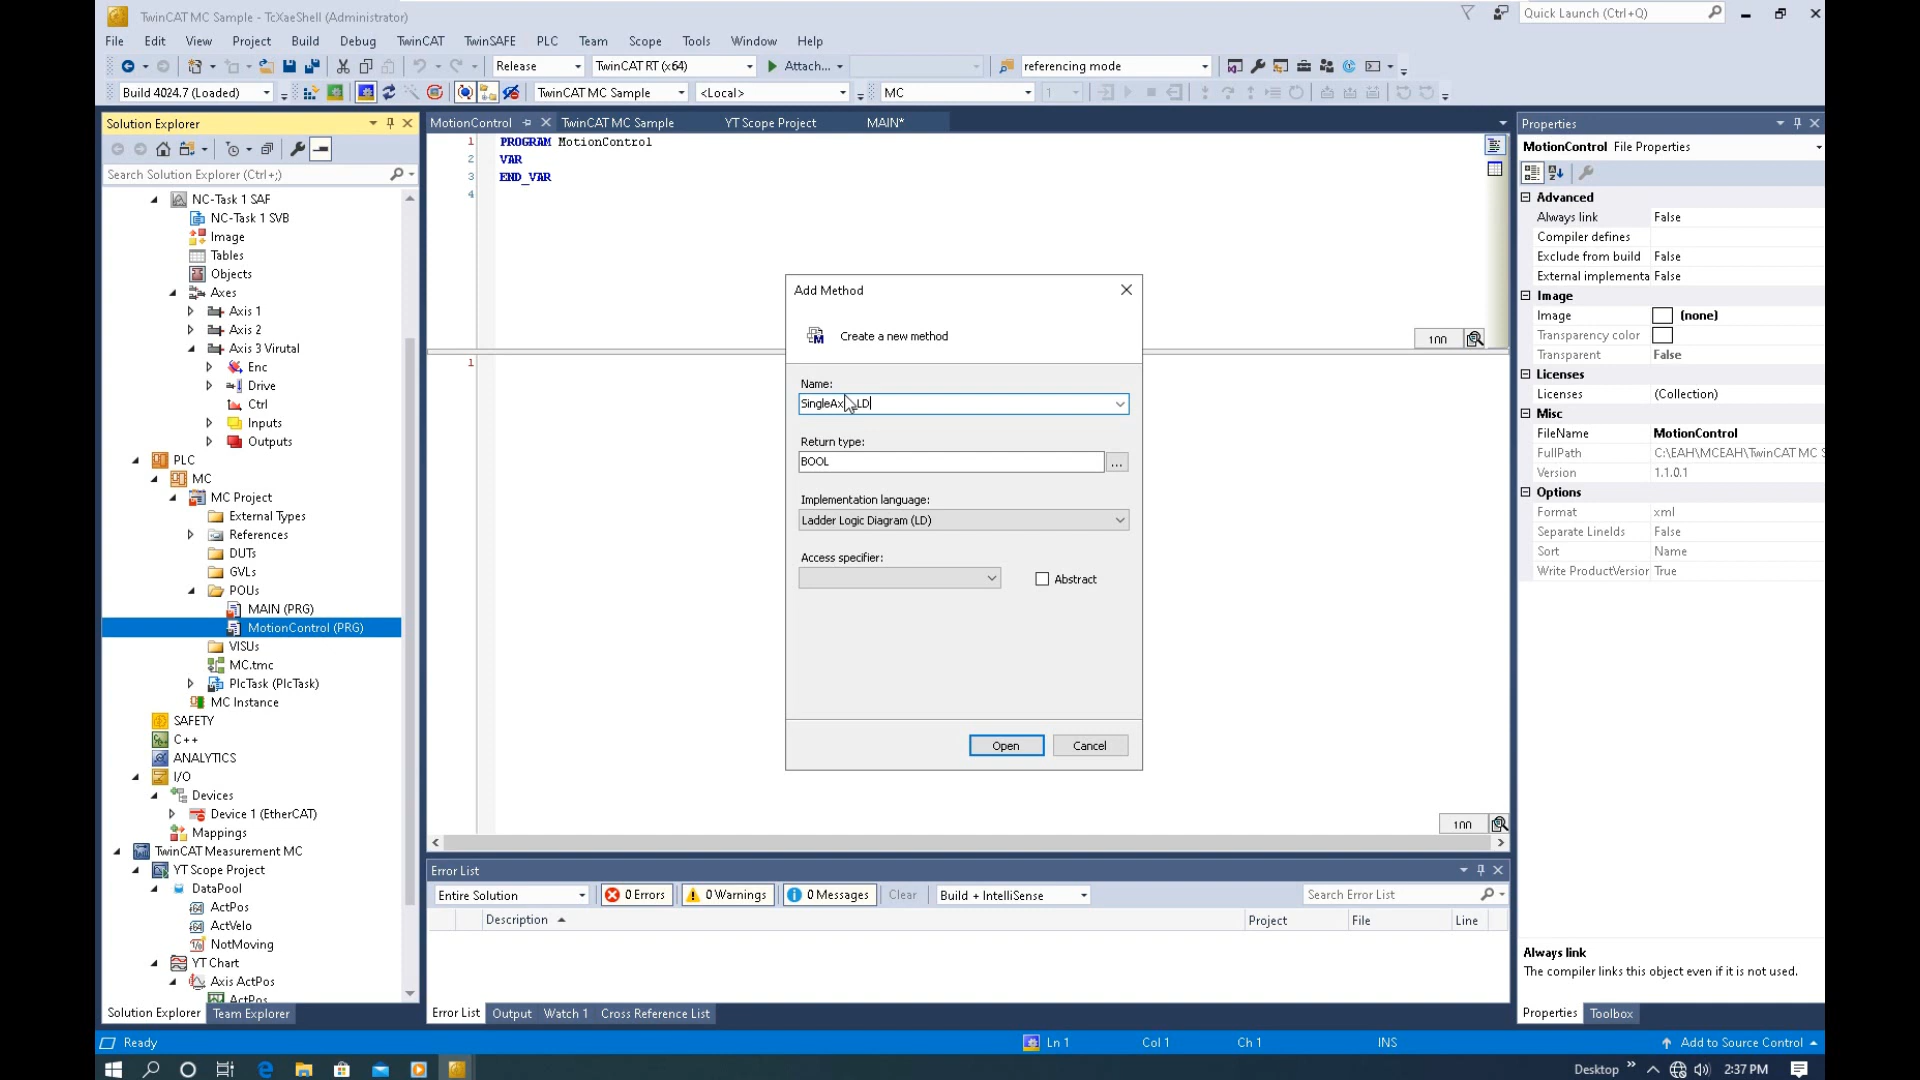 TwinCAT MC Sample - TcXaeShell (Administrator)
Quick Launch (Ctrl+Q)
File Edit View Project Build Debug TwinCAT TwinSAFE PLC Team Scope Tools Window Help
Release TwinCAT RT (x64) Attach... referencing mode
Build 4024.7 (Loaded) TwinCAT MC Sample <Local> MC 1
Solution Explorer
Search Solution Explorer (Ctrl+;)
NC-Task 1 SAF
NC-Task 1 SVB
Image
Tables
Objects
Axes
Axis 1
Axis 2
Axis 3 Virutal
Enc
Drive
Ctrl
Inputs
Outputs
PLC
MC
MC Project
External Types
References
DUTs
GVLs
POUs
MAIN (PRG)
MotionControl (PRG)
VISUs
MC.tmc
PlcTask (PlcTask)
MC Instance
SAFETY
C++
ANALYTICS
I/O
Devices
Device 1 (EtherCAT)
Mappings
TwinCAT Measurement MC
YT Scope Project
DataPool
ActPos
ActVelo
NotMoving
YT Chart
Axis ActPos
ActPos
Solution Explorer Team Explorer
MotionControl TwinCAT MC Sample YT Scope Project MAIN*
1 PROGRAM MotionControl
2 VAR
3 END_VAR
4
100
1
100
Add Method
Create a new method
Name:
Return type:
BOOL
...
Implementation language:
Ladder Logic Diagram (LD)
Access specifier:
Abstract
Open Cancel
Error List
Entire Solution 0 Errors 0 Warnings 0 Messages Clear Build + IntelliSense Search Error List
Description Project File Line
Error List Output Watch 1 Cross Reference List
Properties
MotionControl File Properties
Advanced
Always link False
Compiler defines
Exclude from build False
External implementa False
Image
Image (none)
Transparency color
Transparent False
Licenses
Licenses (Collection)
Misc
FileName MotionControl
FullPath C:\EAH\MCEAH\TwinCAT MC S
Version 1.1.0.1
Options
Format xml
Separate LineIds False
Sort Name
Write ProductVersior True
Always link
The compiler links this object even if it is not used.
Properties Toolbox
Ready Ln 1 Col 1 Ch 1 INS Add to Source Control
Desktop 2:37 PM